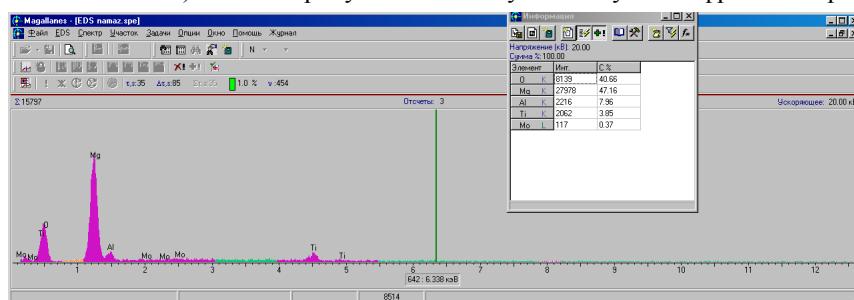 Magallanes - [EDS namaz.spe]
Файл EDS Спектр Участок Задачи Опции Окно Помощь Журнал
N
τ,s:35 Δτ,s:85 1.0 % v :454
Σ 15797 Отсчеты: 3 Ускоряющее: 20.00 к
Информация
Напряжение [кВ]: 20.00
Сумма %: 100.00
Элемент Инт. C %
O K 8139 40.66
Mg K 27978 47.16
Al K 2216 7.96
Ti K 2062 3.85
Mo L 117 0.37
Mg
O
Ti
Mg Mg Al Mo Mo Mo Ti Ti
1 2 3 4 5 6 7 8 9 10 11 12
642 : 6.338 кэВ
8514